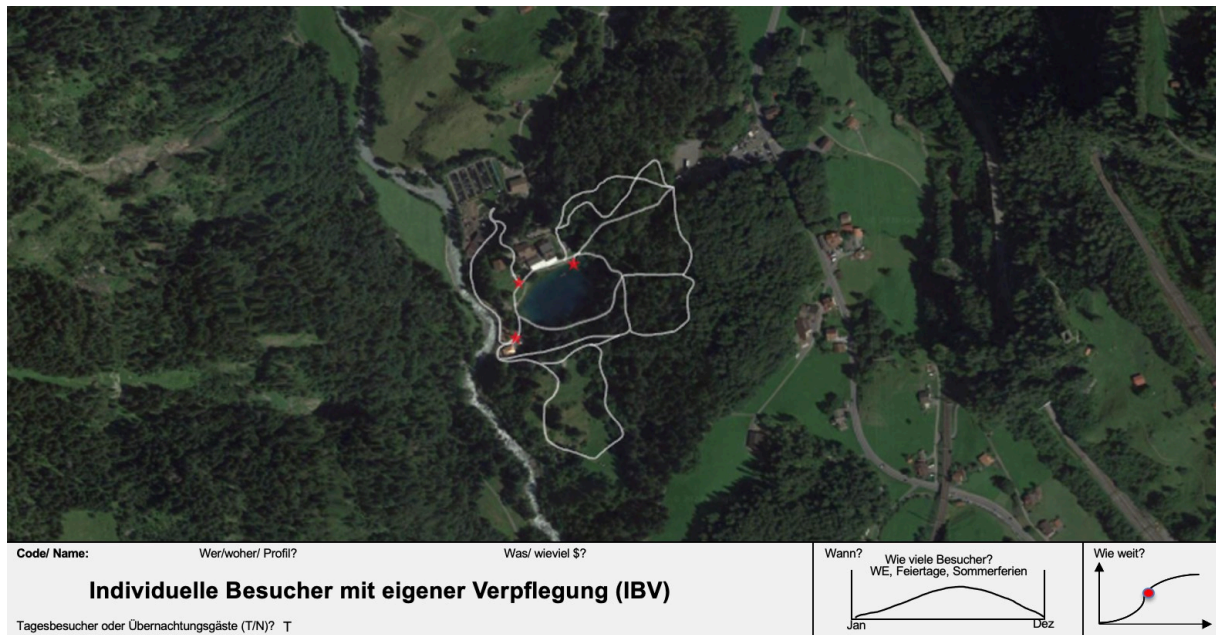 Code/ Name: Wer/woher/ Profil? Was/ wieviel $?
Individuelle Besucher mit eigener Verpflegung (IBV)
Tagesbesucher oder Übernachtungsgäste (T/N)? T
Wann?
Wie viele Besucher?
WE, Feiertage, Sommerferien
Jan Dez
Wie weit?